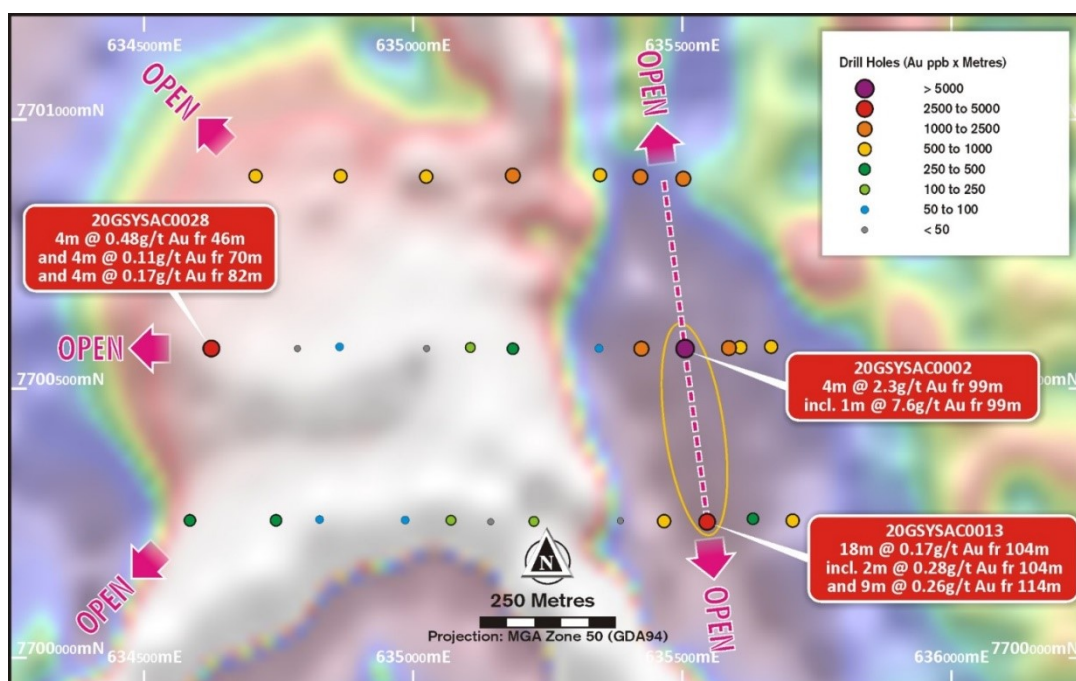 634500mE
635000mE
635500mE
7701000mN
OPEN
OPEN
Drill Holes (Au ppb x Metres)
> 5000
2500 to 5000
1000 to 2500
500 to 1000
250 to 500
100 to 250
50 to 100
< 50
20GSYSAC0028
4m @ 0.48g/t Au fr 46m
and 4m @ 0.11g/t Au fr 70m
and 4m @ 0.17g/t Au fr 82m
OPEN
7700500mN
20GSYSAC0002
4m @ 2.3g/t Au fr 99m
incl. 1m @ 7.6g/t Au fr 99m
00mN
20GSYSAC0013
18m @ 0.17g/t Au fr 104m
incl. 2m @ 0.28g/t Au fr 104m
and 9m @ 0.26g/t Au fr 114m
OPEN
N
250 Metres
Projection: MGA Zone 50 (GDA94)
OPEN
7700000mN
634500mE
635000mE
635500mE
636000mE
7700000mN